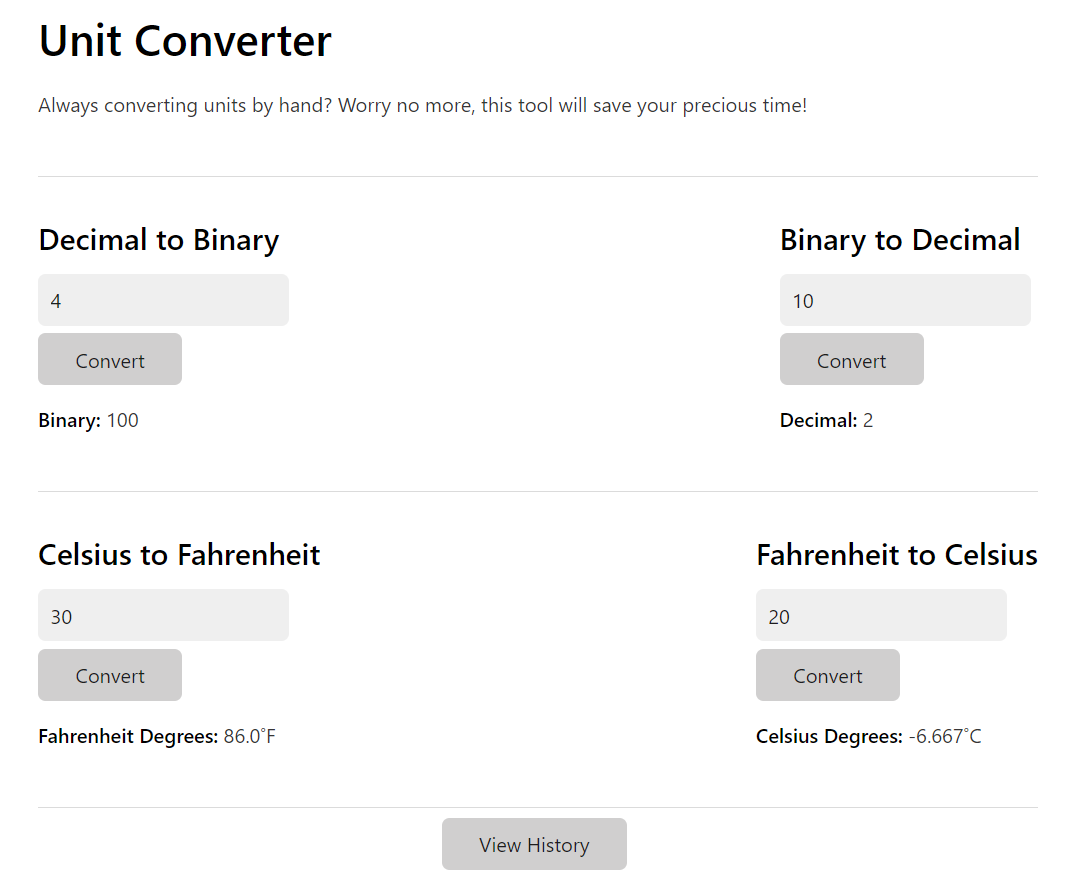 Unit Converter
Always converting units by hand? Worry no more, this tool will save your precious time!
Decimal to Binary
4
Convert
Binary: 100
Binary to Decimal
10
Convert
Decimal: 2
Celsius to Fahrenheit
30
Convert
Fahrenheit Degrees: 86.0°F
Fahrenheit to Celsius
20
Convert
Celsius Degrees: -6.667°C
View History